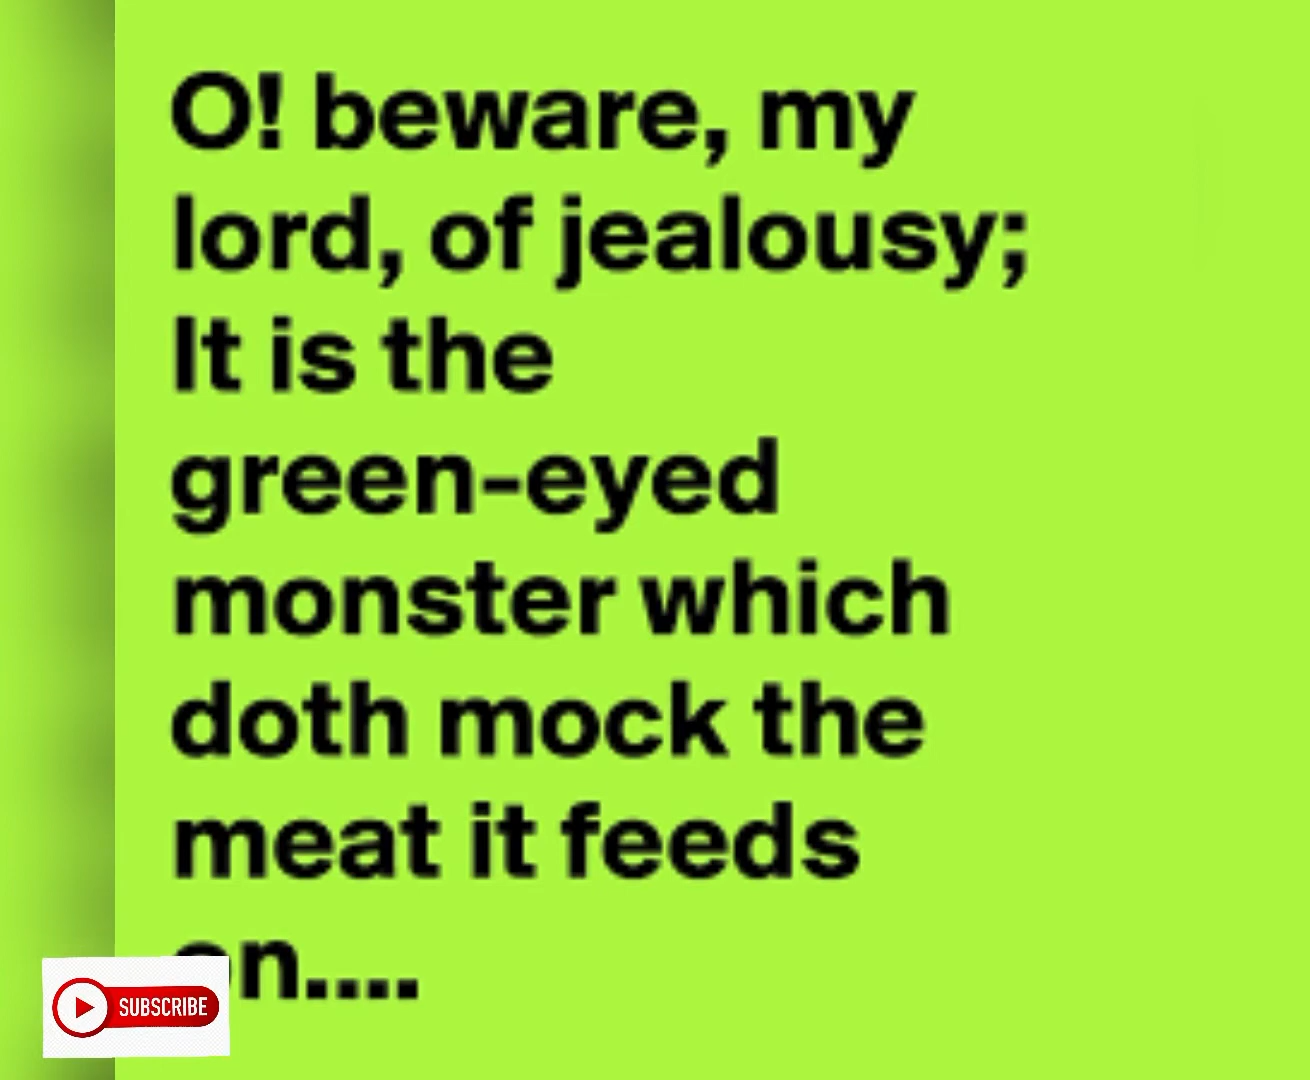 O! beware, my
lord, of jealousy;
It is the
green-eyed
monster which
doth mock the
meat it feeds
on....
SUBSCRIBE